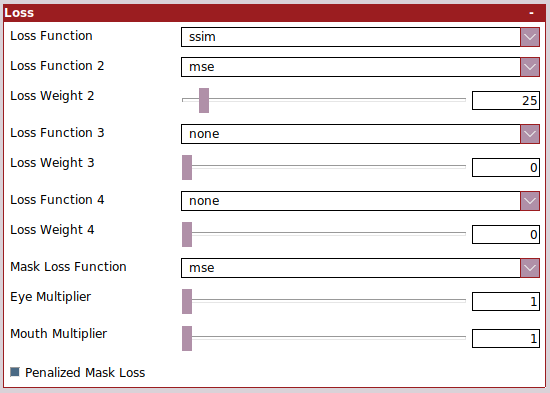 Loss -
Loss Function ssim
Loss Function 2 mse
Loss Weight 2 25
Loss Function 3 none
Loss Weight 3 0
Loss Function 4 none
Loss Weight 4 0
Mask Loss Function mse
Eye Multiplier 1
Mouth Multiplier 1
Penalized Mask Loss